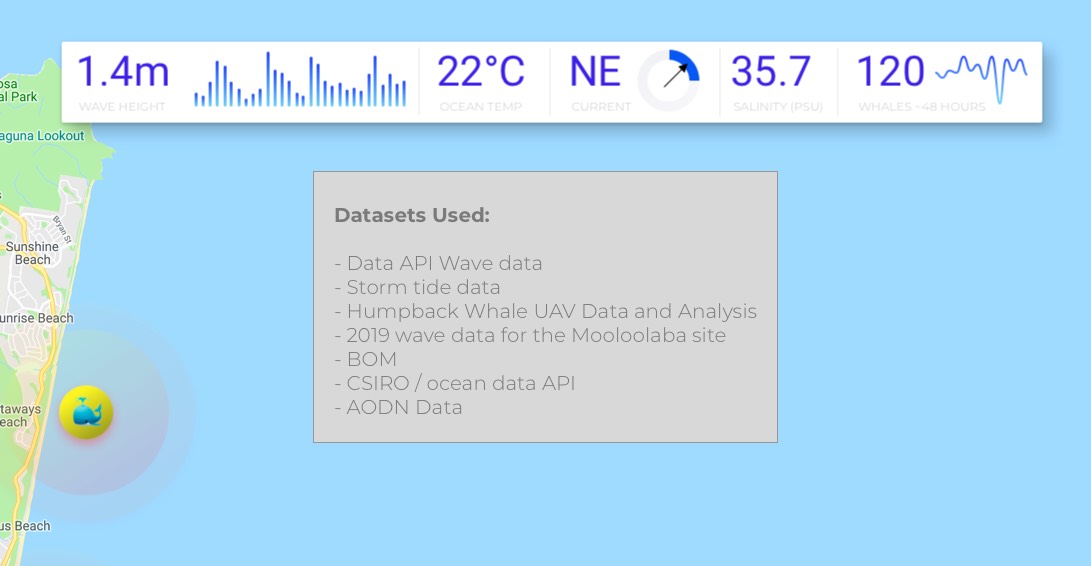 1.4m
WAVE HEIGHT
22°C
OCEAN TEMP
NE
CURRENT
35.7
SALINITY (PSU)
120
WHALES ~48 HOURS
osa
al Park
aguna Lookout
Bryan St
Sunshine
Beach
unrise Beach
taways
each
us Beach
Datasets Used:
- Data API Wave data
- Storm tide data
- Humpback Whale UAV Data and Analysis
- 2019 wave data for the Mooloolaba site
- BOM
- CSIRO / ocean data API
- AODN Data